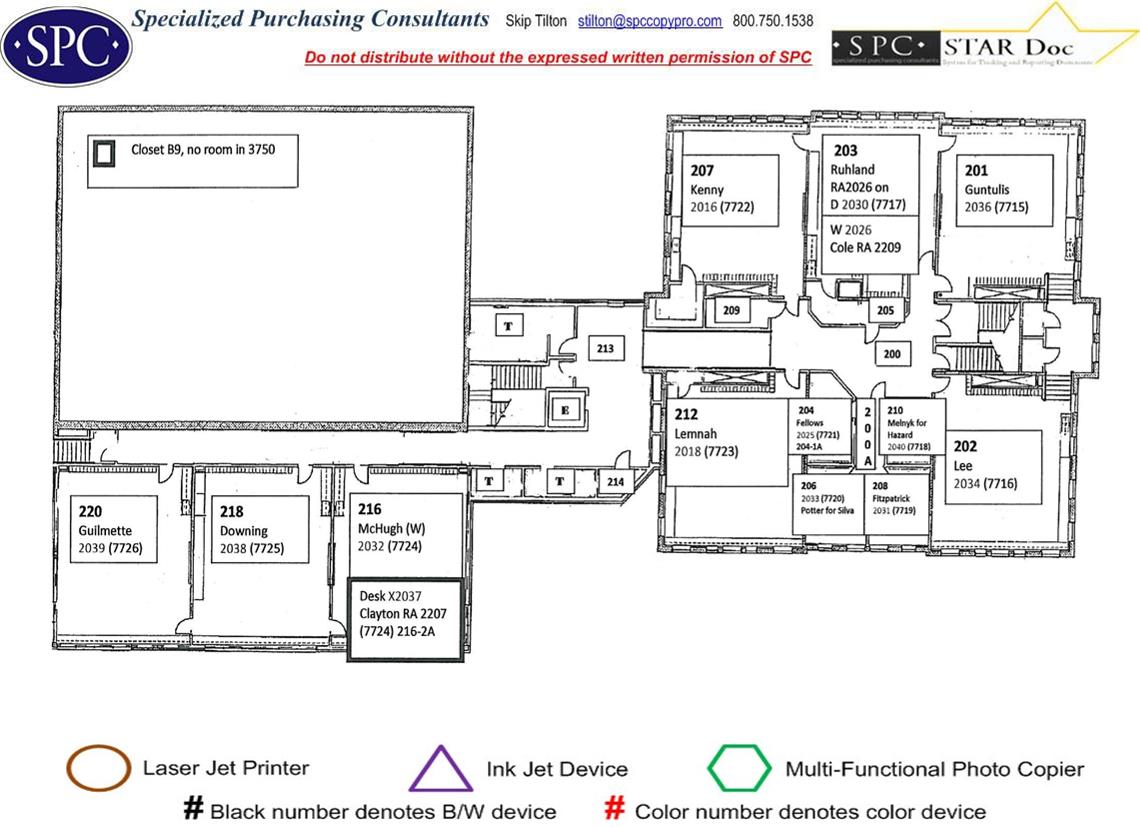 SPC
Specialized Purchasing Consultants Skip Tilton stilton@spccopypro.com 800.750.1538
Do not distribute without the expressed written permission of SPC
·SPC· STAR Doc
specialized purchasing consultants System for Tracking and Reporting Documents
Closet B9, no room in 3750
207
Kenny
2016 (7722)
203
Ruhland
RA2026 on
D 2030 (7717)
W 2026
Cole RA 2209
201
Guntulis
2036 (7715)
209
205
T
213
200
E
212
Lemnah
2018 (7723)
204
Fellows
2025 (7721)
204-1A
2
0
0
A
210
Melnyk for
Hazard
2040 (7718)
202
Lee
2034 (7716)
206
2033 (7720)
Potter for Silva
208
Fitzpatrick
2031 (7719)
T
T
214
220
Guilmette
2039 (7726)
218
Downing
2038 (7725)
216
McHugh (W)
2032 (7724)
Desk X2037
Clayton RA 2207
(7724) 216-2A
Laser Jet Printer
Ink Jet Device
Multi-Functional Photo Copier
# Black number denotes B/W device
# Color number denotes color device